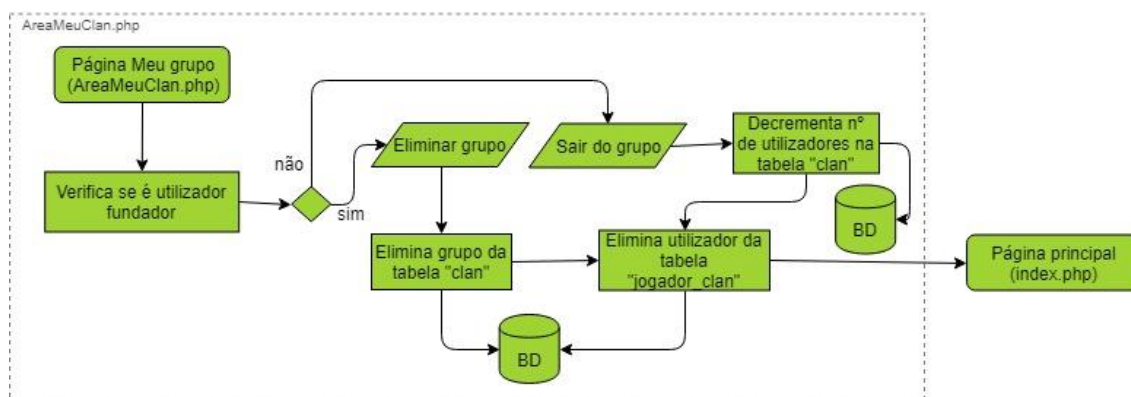 AreaMeuClan.php
Página Meu grupo
(AreaMeuClan.php)
Verifica se é utilizador
fundador
não
sim
Eliminar grupo
Sair do grupo
Decrementa nº
de utilizadores na
tabela "clan"
BD
Elimina grupo da
tabela "clan"
Elimina utilizador da
tabela
"jogador_clan"
BD
Página principal
(index.php)